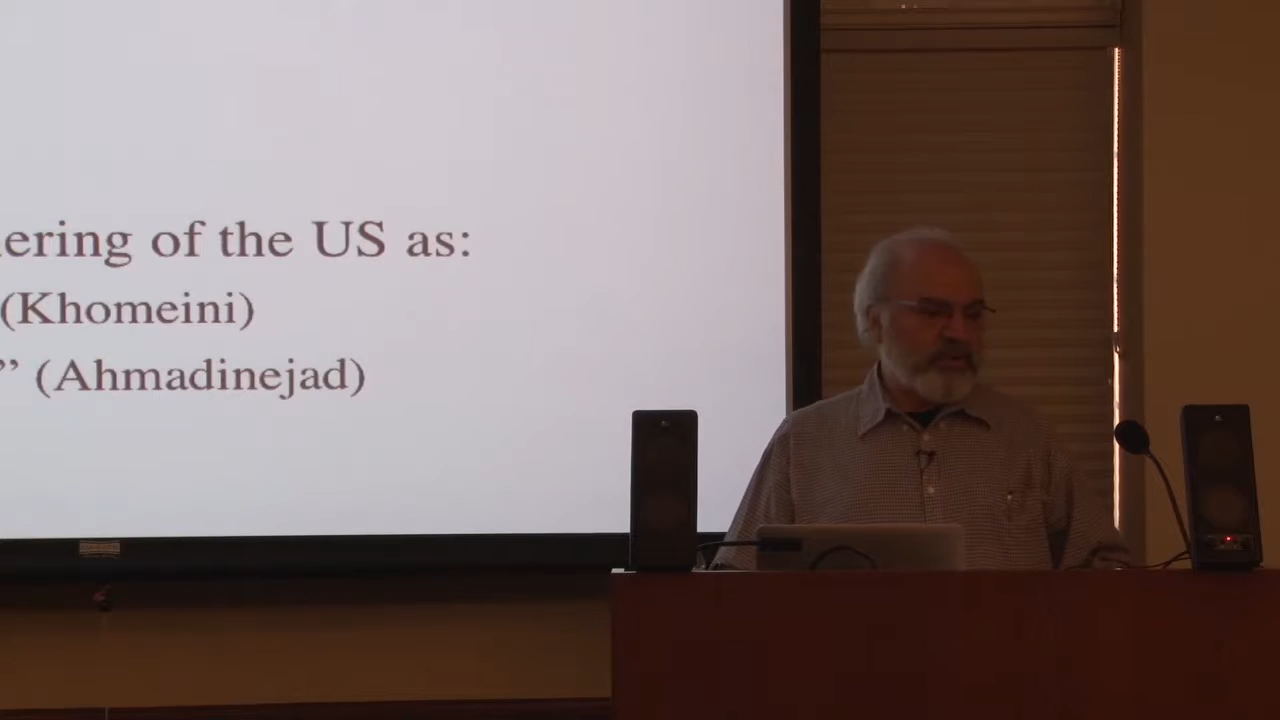 ering of the US as:
(Khomeini)
” (Ahmadinejad)